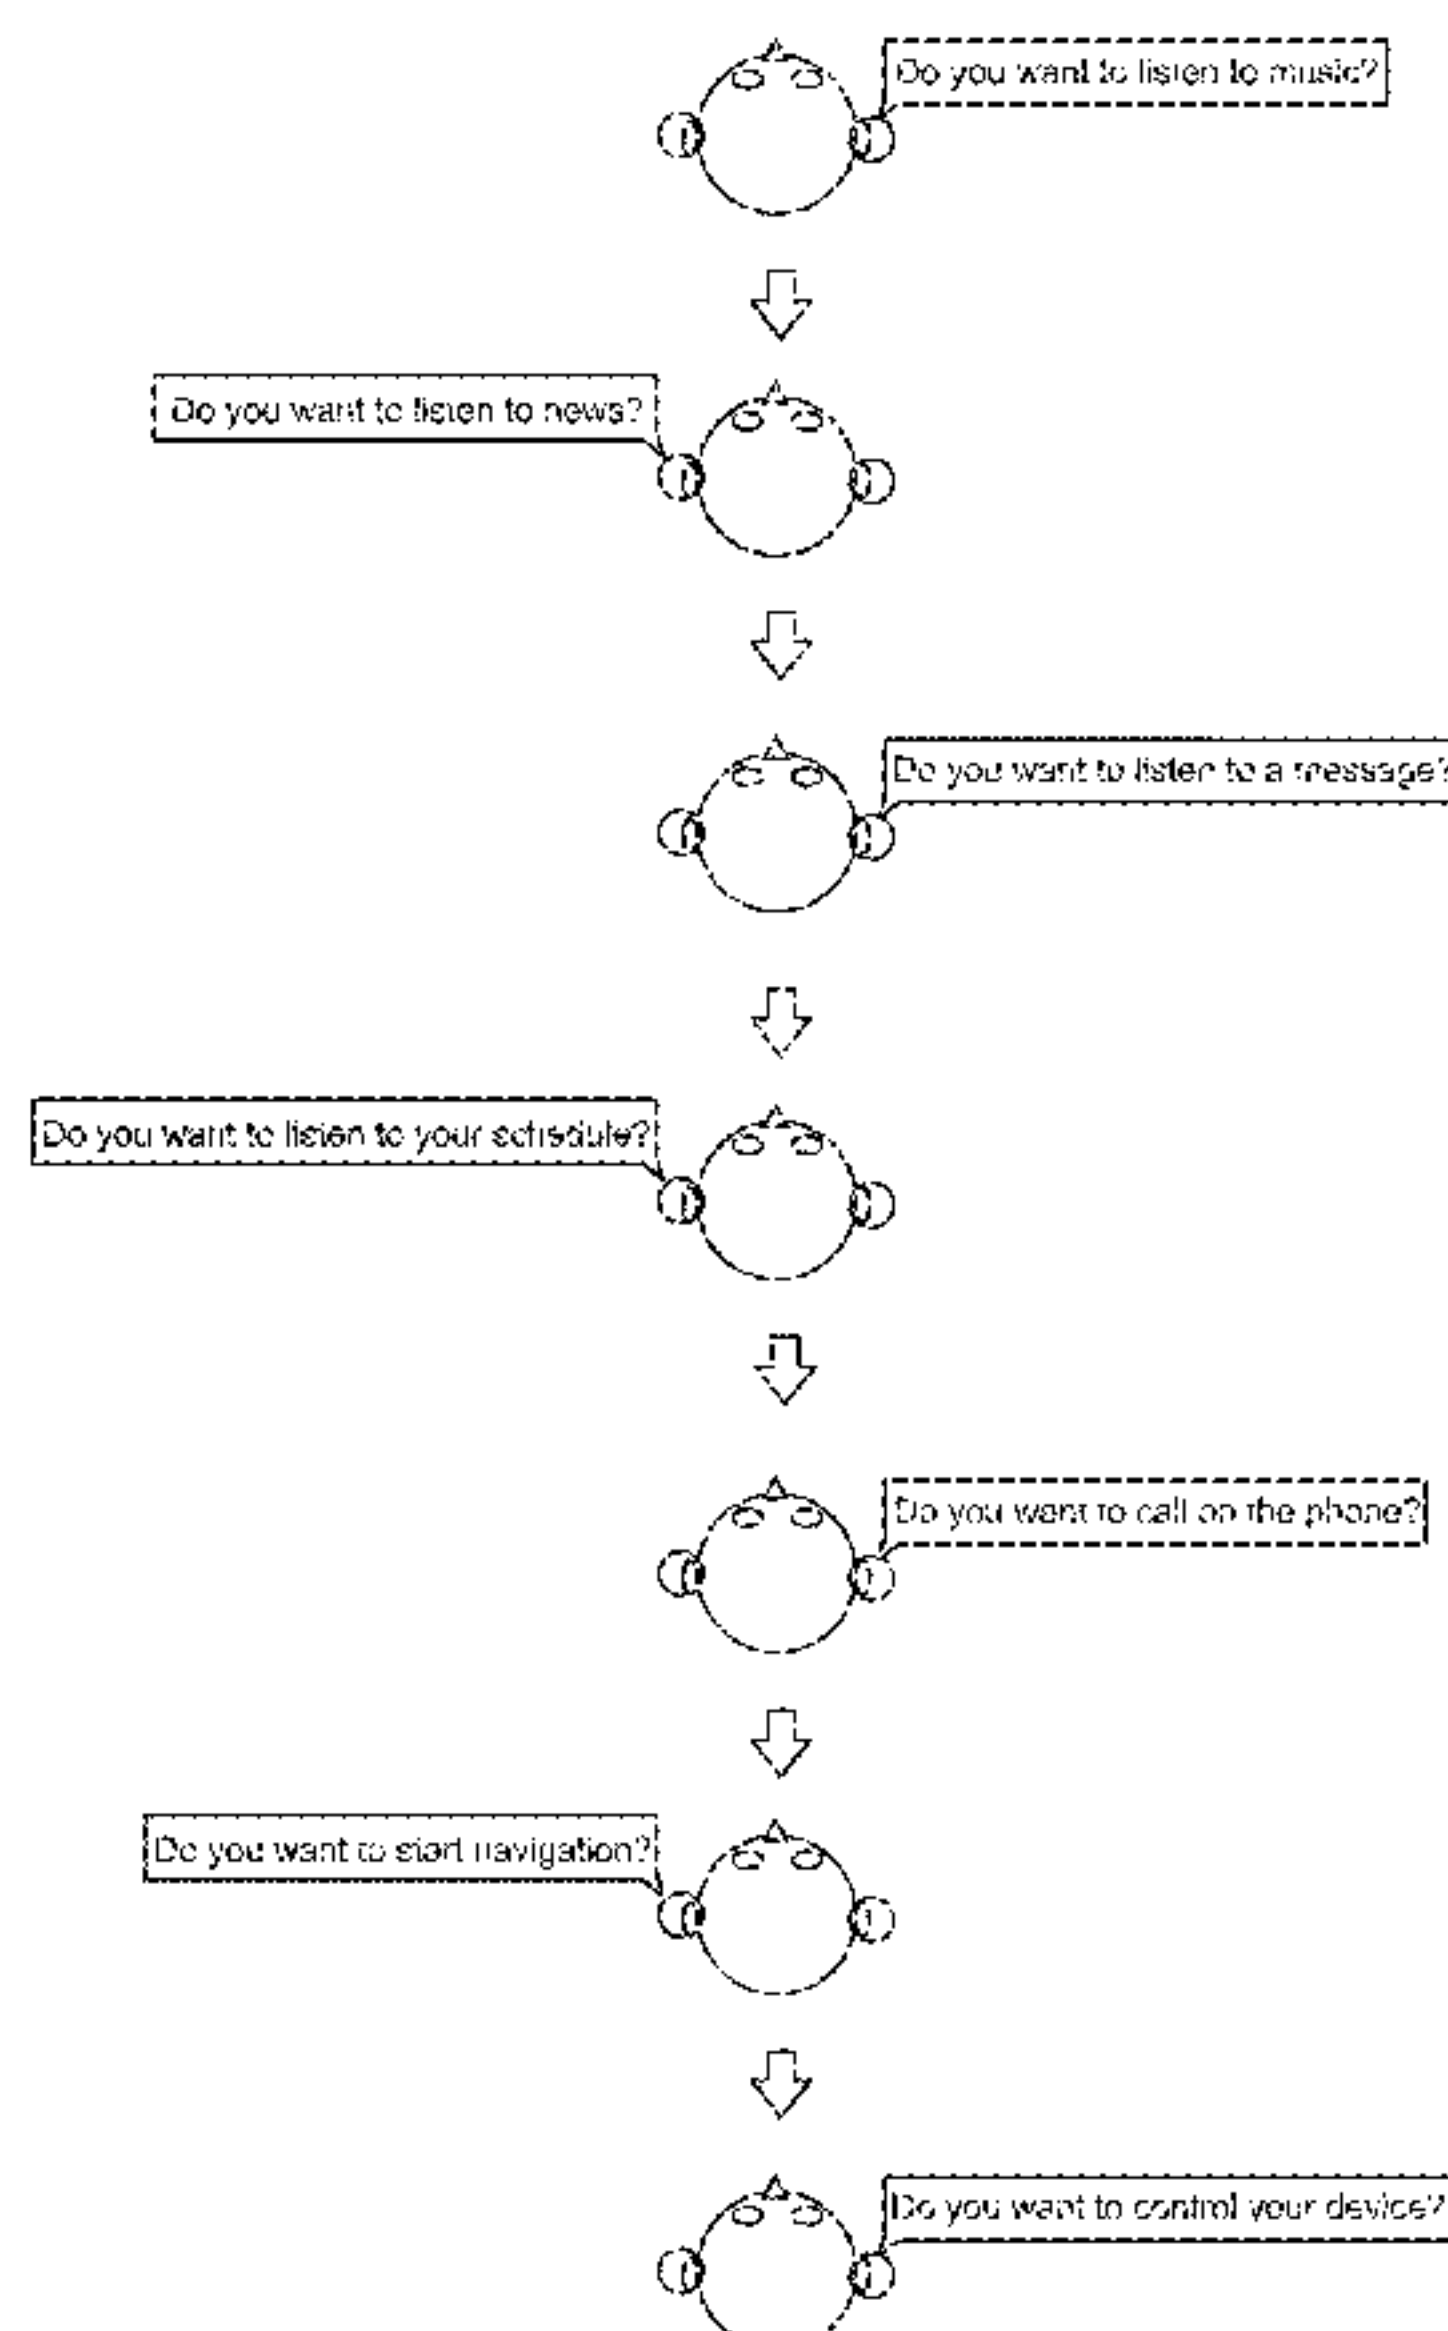 Do you want to listen to music?
Do you want to listen to news?
Do you want to listen to a message?
Do you want to listen to your schedule?
Do you want to call on the phone?
Do you want to start navigation?
Do you want to control your device?